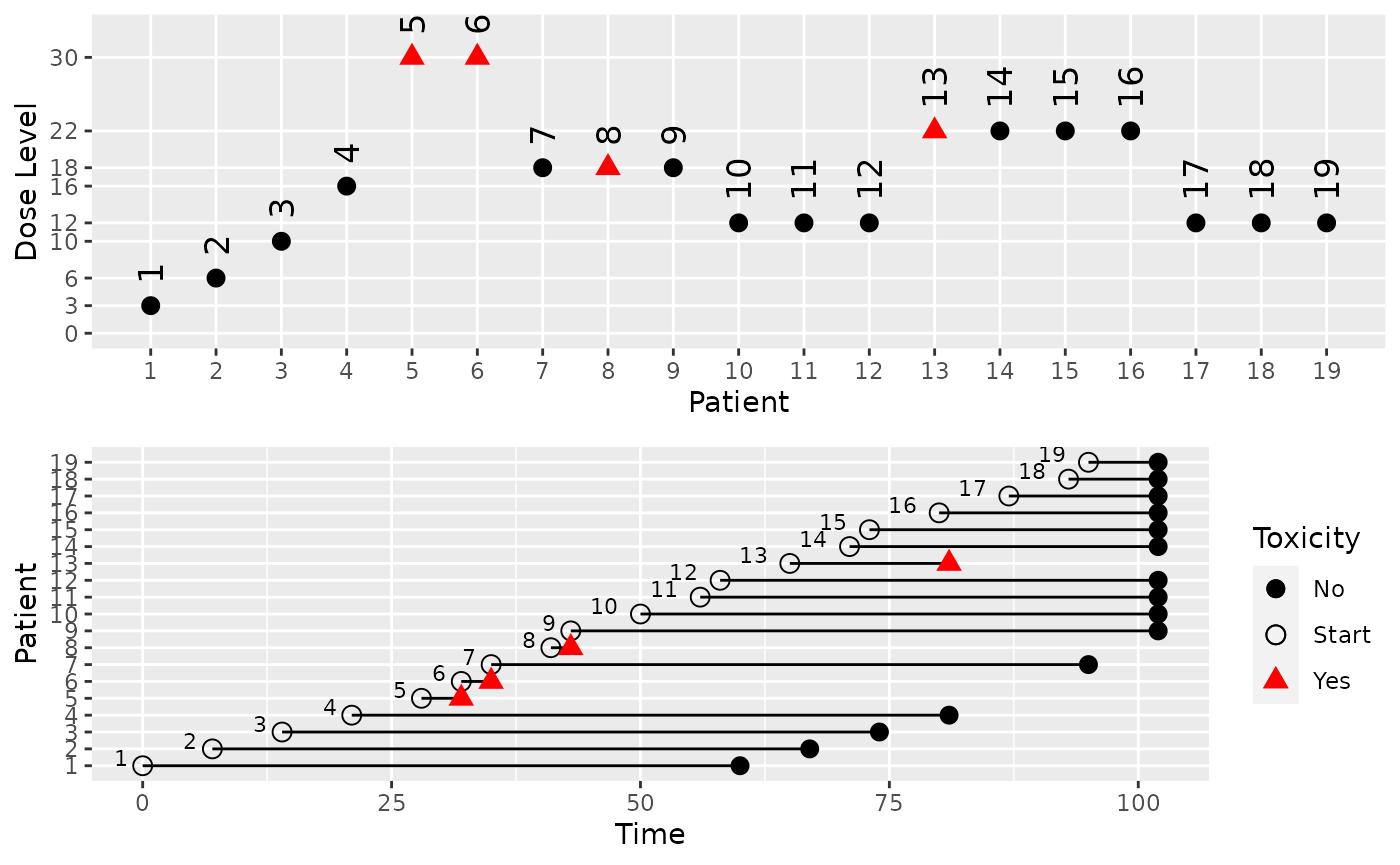 5 6
30
13 14 15 16
22
7 8 9
4
18
10 11 12 17 18 19
16
3
12
2
10
1
6
3
0
Dose Level
1 2 3 4 5 6 7 8 9 10 11 12 13 14 15 16 17 18 19
Patient
19 19
18 18
17 17
16 16
15 15
14 14
13 13
12 12
11 11
10 10
9 9
8 8
7 7
6 6
5 5
4 4
3 3
2 2
1 1
Patient
0 25 50 75 100
Time
Toxicity
No
Start
Yes